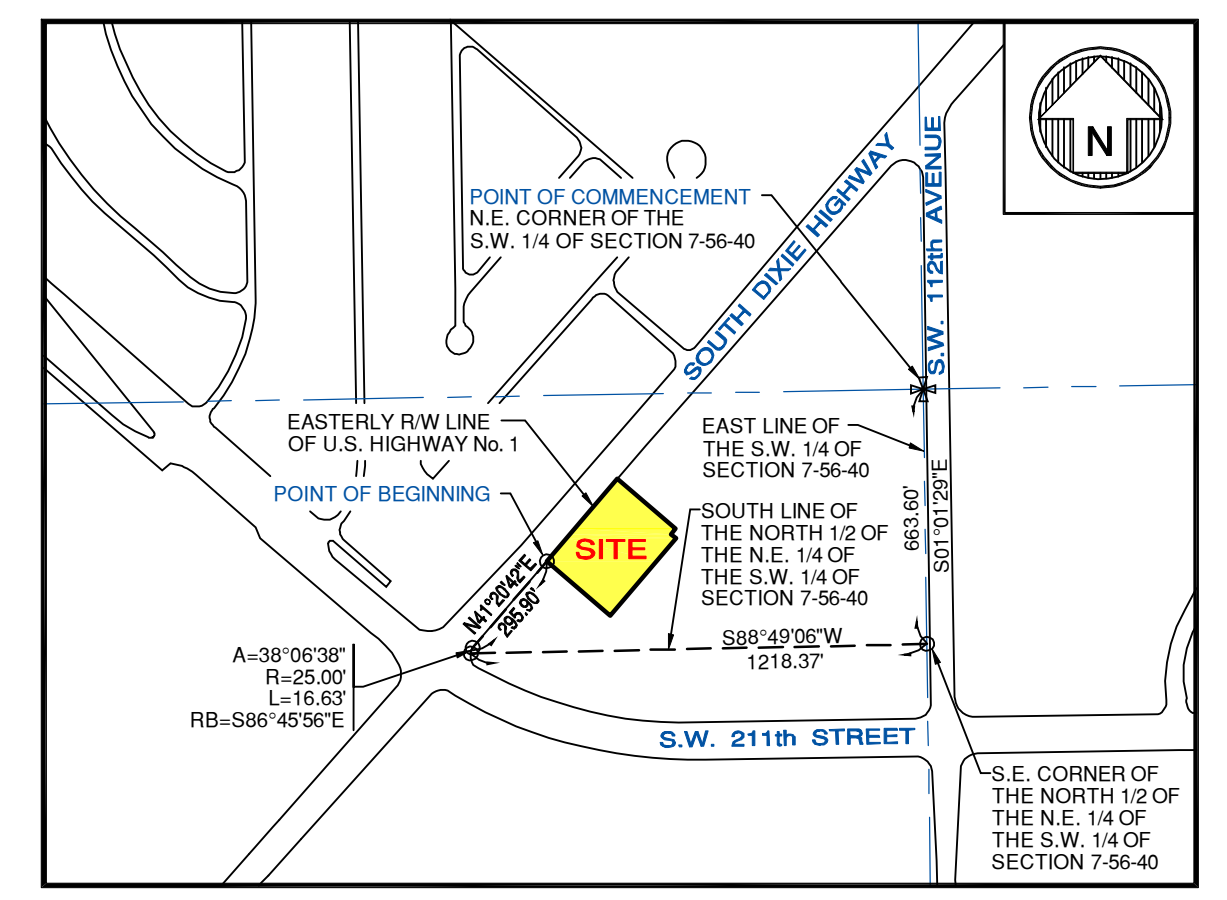 N
POINT OF COMMENCEMENT
N.E. CORNER OF THE
S.W. 1/4 OF SECTION 7-56-40
SOUTH DIXIE HIGHWAY
S.W. 112th AVENUE
EASTERLY R/W LINE
OF U.S. HIGHWAY No. 1
POINT OF BEGINNING
SITE
EAST LINE OF
THE S.W. 1/4 OF
SECTION 7-56-40
SOUTH LINE OF
THE NORTH 1/2 OF
THE N.E. 1/4 OF
THE S.W. 1/4 OF
SECTION 7-56-40
663.60'
S01°01'29"E
N41°20'42"E
295.90'
S88°49'06"W
1218.37'
A=38°06'38"
R=25.00'
L=16.63'
RB=S86°45'56"E
S.W. 211th STREET
S.E. CORNER OF
THE NORTH 1/2 OF
THE N.E. 1/4 OF
THE S.W. 1/4 OF
SECTION 7-56-40